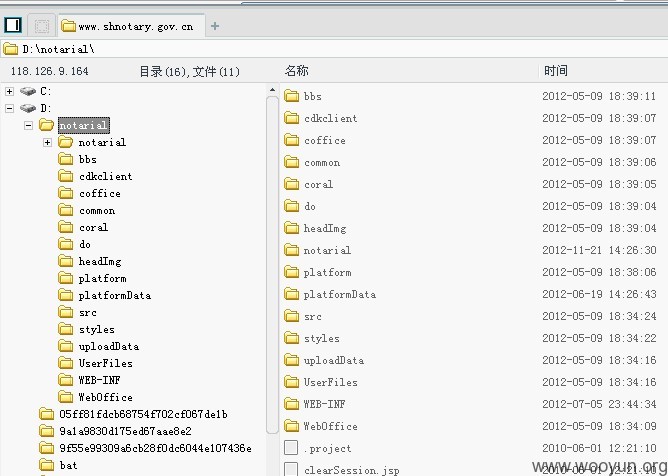 www.shnotary.gov.cn
D:\notarial\
118.126.9.164 目录(16),文件(11) 名称 时间
C:
D:
notarial
notarial
bbs
cdkclient
coffice
common
coral
do
headImg
platform
platformData
src
styles
uploadData
UserFiles
WEB-INF
WebOffice
05ff81fdcb68754f702cf067de1b
9a1a9830d175ed67aae8e2
9f55e99309a6cb28f0dc6044e107436e
bat
bbs 2012-05-09 18:39:11
cdkclient 2012-05-09 18:39:07
coffice 2012-05-09 18:39:07
common 2012-05-09 18:39:06
coral 2012-05-09 18:39:05
do 2012-05-09 18:39:04
headImg 2012-05-09 18:39:04
notarial 2012-11-21 14:26:30
platform 2012-05-09 18:38:06
platformData 2012-06-19 14:26:43
src 2012-05-09 18:34:24
styles 2012-05-09 18:34:22
uploadData 2012-05-09 18:34:16
UserFiles 2012-05-09 18:34:16
WEB-INF 2012-07-05 23:44:34
WebOffice 2012-05-09 18:34:09
.project 2010-06-01 12:21:10
clearSession.jsp 2010-06-01 12:21:06
www.wooyun.org